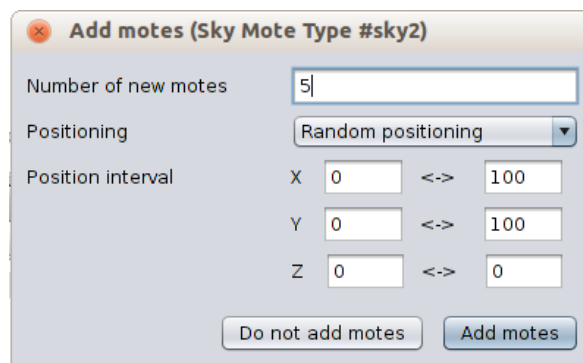 Add motes (Sky Mote Type #sky2)
Number of new motes 5
Positioning Random positioning
Position interval X 0 <-> 100
Y 0 <-> 100
Z 0 <-> 0
Do not add motes Add motes